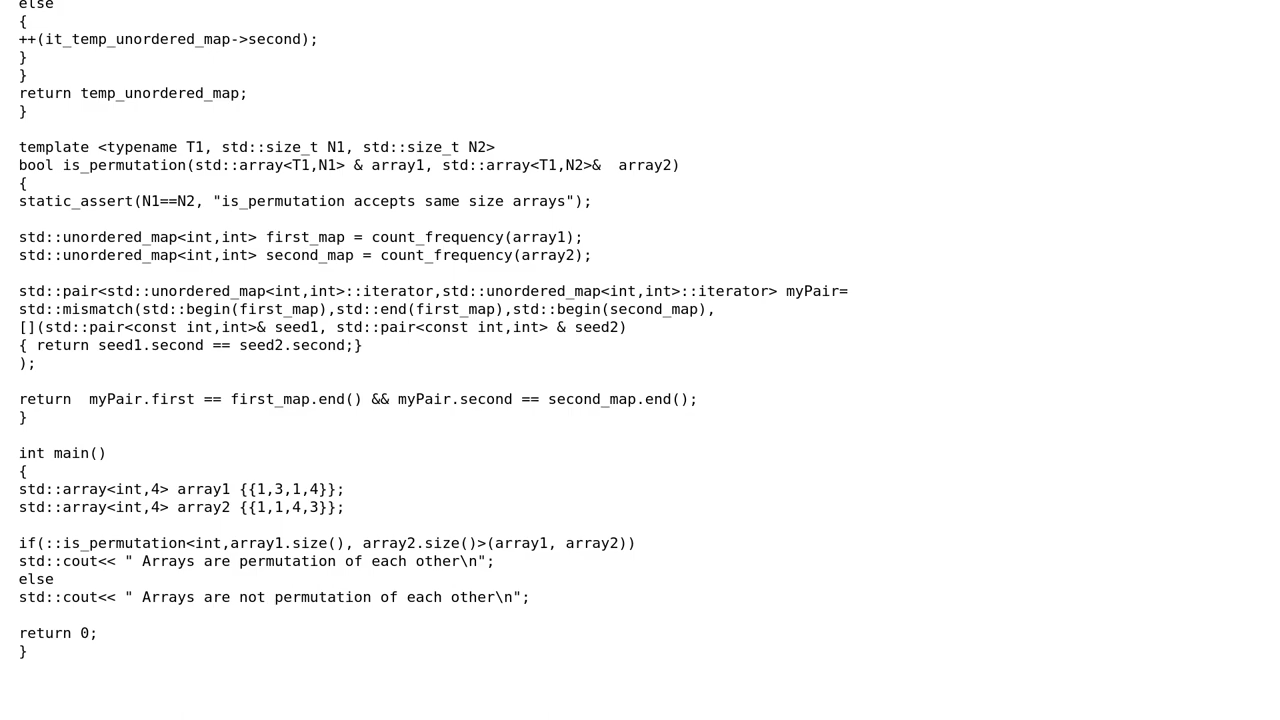 else
{
++(it_temp_unordered_map->second);
}
}
return temp_unordered_map;
}

template <typename T1, std::size_t N1, std::size_t N2>
bool is_permutation(std::array<T1,N1> & array1, std::array<T1,N2>&  array2)
{
static_assert(N1==N2, "is_permutation accepts same size arrays");

std::unordered_map<int,int> first_map = count_frequency(array1);
std::unordered_map<int,int> second_map = count_frequency(array2);

std::pair<std::unordered_map<int,int>::iterator,std::unordered_map<int,int>::iterator> myPair=
std::mismatch(std::begin(first_map),std::end(first_map),std::begin(second_map),
[](std::pair<const int,int>& seed1, std::pair<const int,int> & seed2)
{ return seed1.second == seed2.second;}
);

return  myPair.first == first_map.end() && myPair.second == second_map.end();
}

int main()
{
std::array<int,4> array1 {{1,3,1,4}};
std::array<int,4> array2 {{1,1,4,3}};

if(::is_permutation<int,array1.size(), array2.size()>(array1, array2))
std::cout<< " Arrays are permutation of each other\n";
else
std::cout<< " Arrays are not permutation of each other\n";

return 0;
}